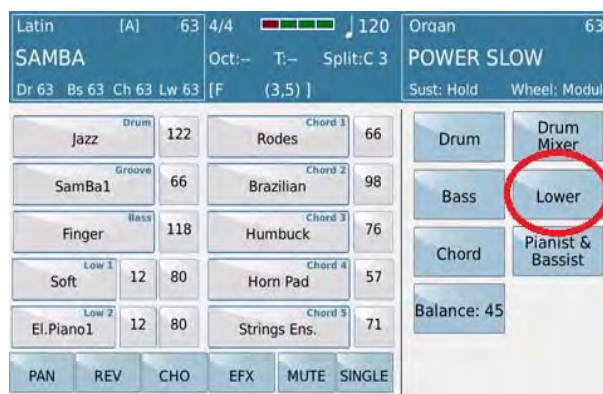 Latin [A] 63
SAMBA
Dr 63 Bs 63 Ch 63 Lw 63
4/4 120
Oct:-- T:-- Split:C 3
[F (3,5) ]
Organ 63
POWER SLOW
Sust: Hold Wheel: Modul
Drum
Jazz 122
Groove
SamBa1 66
Bass
Finger 118
Low 1
Soft 12 80
Low 2
El.Piano1 12 80
Chord 1
Rodes 66
Chord 2
Brazilian 98
Chord 3
Humbuck 76
Chord 4
Horn Pad 57
Chord 5
Strings Ens. 71
Drum
Drum
Mixer
Bass
Lower
Chord
Pianist &
Bassist
Balance: 45
PAN REV CHO EFX MUTE SINGLE